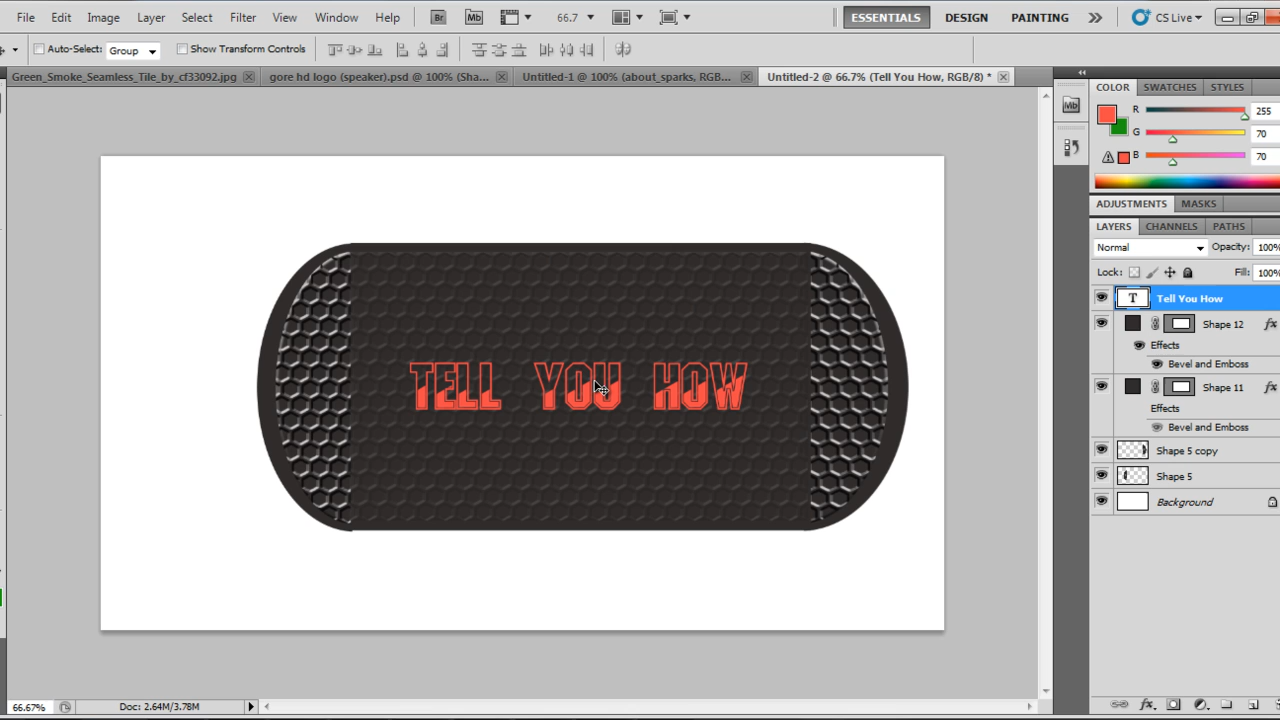 File Edit Image Layer Select Filter View Window Help Br Mb 66.7 ESSENTIALS DESIGN PAINTING CS Live
Auto-Select: Group Show Transform Controls
Green_Smoke_Seamless_Tile_by_cf33092.jpg gore hd logo (speaker).psd @ 100% (Sha... Untitled-1 @ 100% (about_sparks, RGB... Untitled-2 @ 66.7% (Tell You How, RGB/8) *
COLOR SWATCHES STYLES
Mb
R 255
G 70
B 70
ADJUSTMENTS MASKS
LAYERS CHANNELS PATHS
Normal Opacity: 100%
Lock: Fill: 100%
T Tell You How
Shape 12 fx
Effects
Bevel and Emboss
Shape 11 fx
Effects
Bevel and Emboss
Shape 5 copy
Shape 5
Background
TELL YOU HOW
66.67% Doc: 2.64M/3.78M
fx